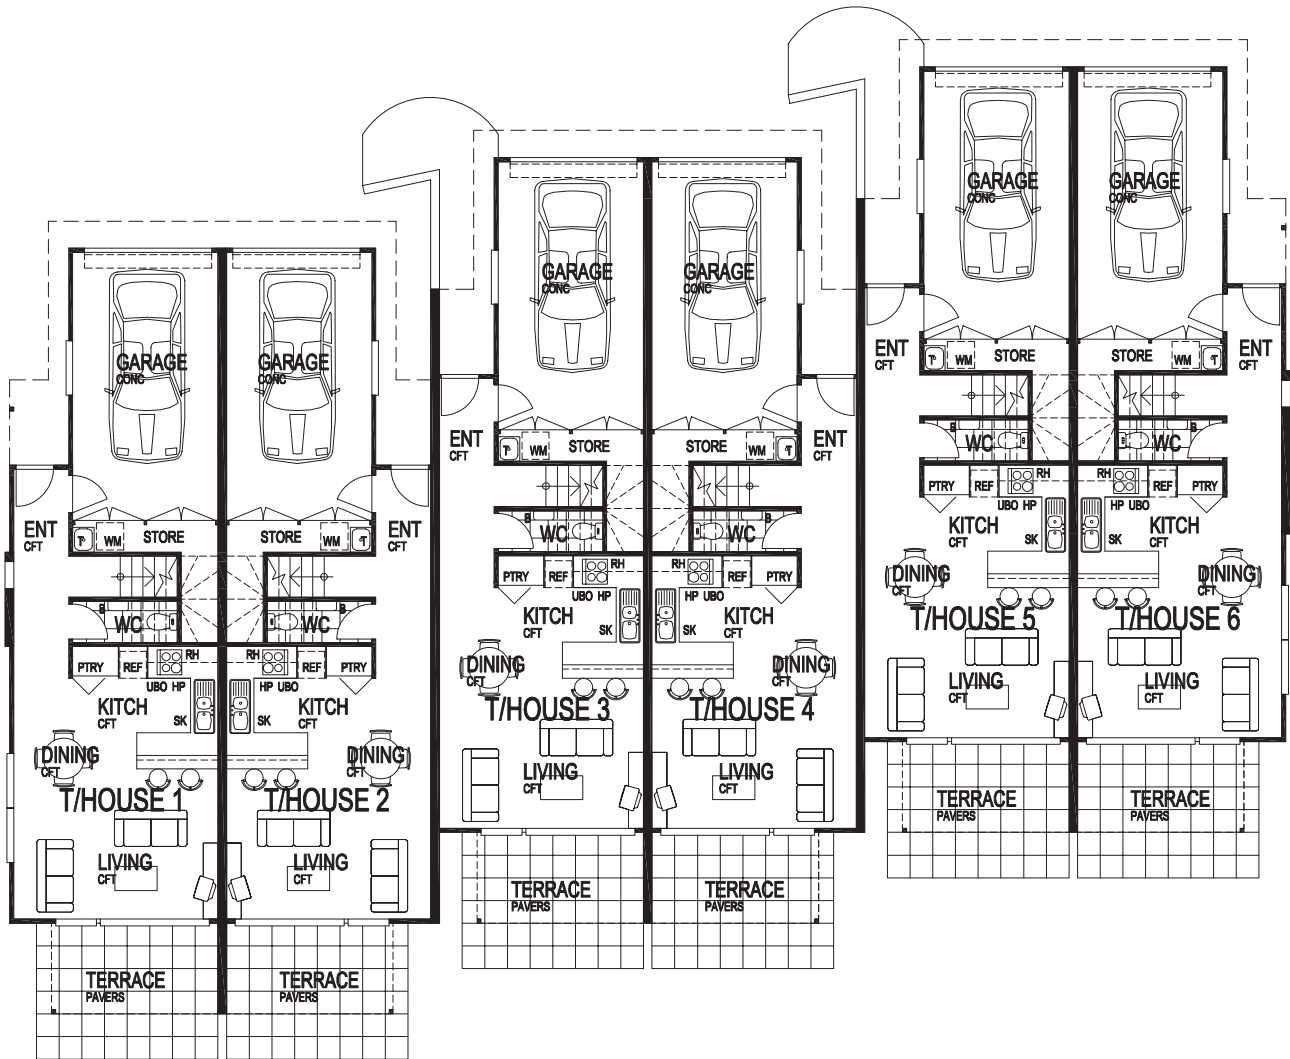 GARAGE
CONC
GARAGE
CONC
ENT
CFT
T
WM
STORE
STORE
WM
T
ENT
CFT
B
WC
B
WC
PTRY
REF
RH
RH
REF
PTRY
UBO HP
HP UBO
KITCH
CFT
SK
KITCH
CFT
SK
DINING
CFT
DINING
CFT
T/HOUSE 1
T/HOUSE 2
LIVING
CFT
LIVING
CFT
TERRACE
PAVERS
TERRACE
PAVERS
GARAGE
CONC
GARAGE
CONC
ENT
CFT
T
WM
STORE
STORE
WM
T
ENT
CFT
B
WC
B
WC
PTRY
REF
RH
RH
REF
PTRY
UBO HP
HP UBO
KITCH
CFT
SK
KITCH
CFT
SK
DINING
CFT
DINING
CFT
T/HOUSE 3
T/HOUSE 4
LIVING
CFT
LIVING
CFT
TERRACE
PAVERS
TERRACE
PAVERS
GARAGE
CONC
GARAGE
CONC
ENT
CFT
T
WM
STORE
STORE
WM
T
ENT
CFT
B
WC
B
WC
PTRY
REF
RH
RH
REF
PTRY
UBO HP
HP UBO
KITCH
CFT
SK
KITCH
CFT
SK
DINING
CFT
DINING
CFT
T/HOUSE 5
T/HOUSE 6
LIVING
CFT
LIVING
CFT
TERRACE
PAVERS
TERRACE
PAVERS